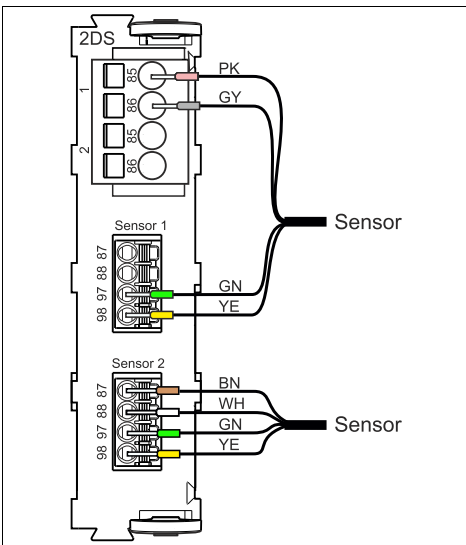 2DS
1
85
PK
86
GY
2
85
86
Sensor
Sensor 1
87
88
97
GN
98
YE
Sensor 2
87
BN
88
WH
97
GN
98
YE
Sensor